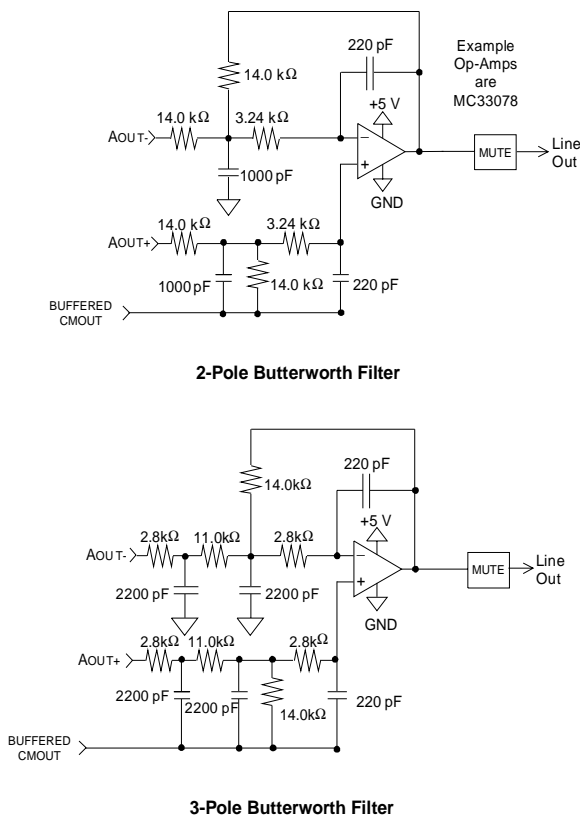 220 pF
Example
Op-Amps
are
MC33078
14.0 kΩ
+5 V
14.0 kΩ
3.24 kΩ
AOUT-
−
+
MUTE
Line
Out
1000 pF
GND
14.0 kΩ
3.24 kΩ
AOUT+
1000 pF
14.0 kΩ
220 pF
BUFFERED
CMOUT
2-Pole Butterworth Filter
220 pF
14.0kΩ
+5 V
2.8kΩ
11.0kΩ
2.8kΩ
AOUT-
−
+
MUTE
Line
Out
2200 pF
2200 pF
GND
2.8kΩ
11.0kΩ
2.8kΩ
AOUT+
2200 pF
2200 pF
14.0kΩ
220 pF
BUFFERED
CMOUT
3-Pole Butterworth Filter